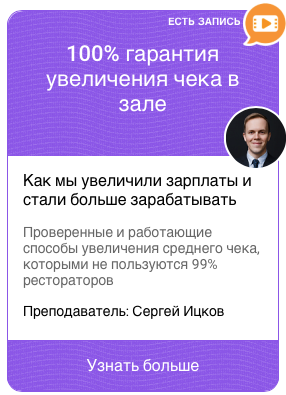 ЕСТЬ ЗАПИСЬ
100% гарантия
увеличения чека в
зале
Как мы увеличили зарплаты и
стали больше зарабатывать
Проверенные и работающие
способы увеличения среднего чека,
которыми не пользуются 99%
рестораторов
Преподаватель: Сергей Ицков
Узнать больше